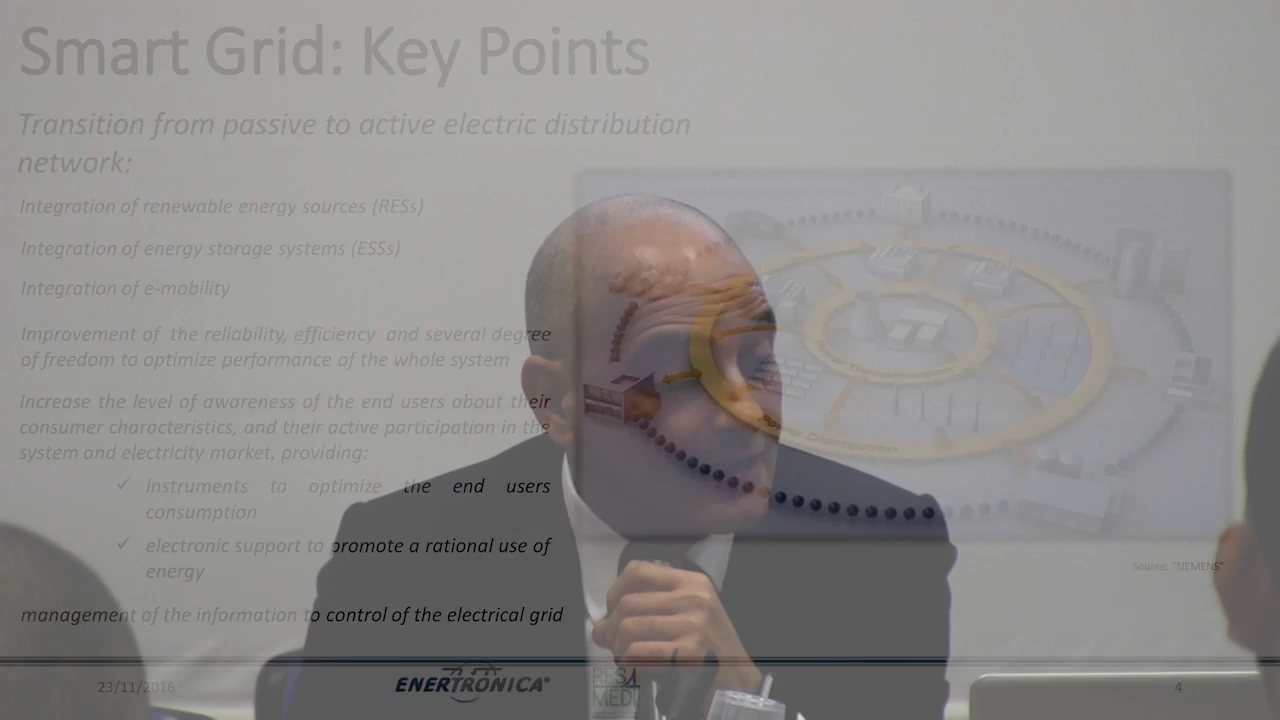 Smart Grid: Key Points
Transition from passive to active electric distribution
network:
Integration of renewable energy sources (RESs)
Integration of energy storage systems (ESSs)
Integration of e-mobility
Improvement of the reliability, efficiency and several degree
of freedom to optimize performance of the whole system
Increase the level of awareness of the end users about their
consumer characteristics, and their active participation in the
system and electricity market, providing:
✓ instruments to optimize the end users
consumption
✓ electronic support to promote a rational use of
energy
management of the information to control of the electrical grid
Power Distribution
Source: "SIEMENS"
23/11/2016
ENERTRONICA®
RES4
MED
4